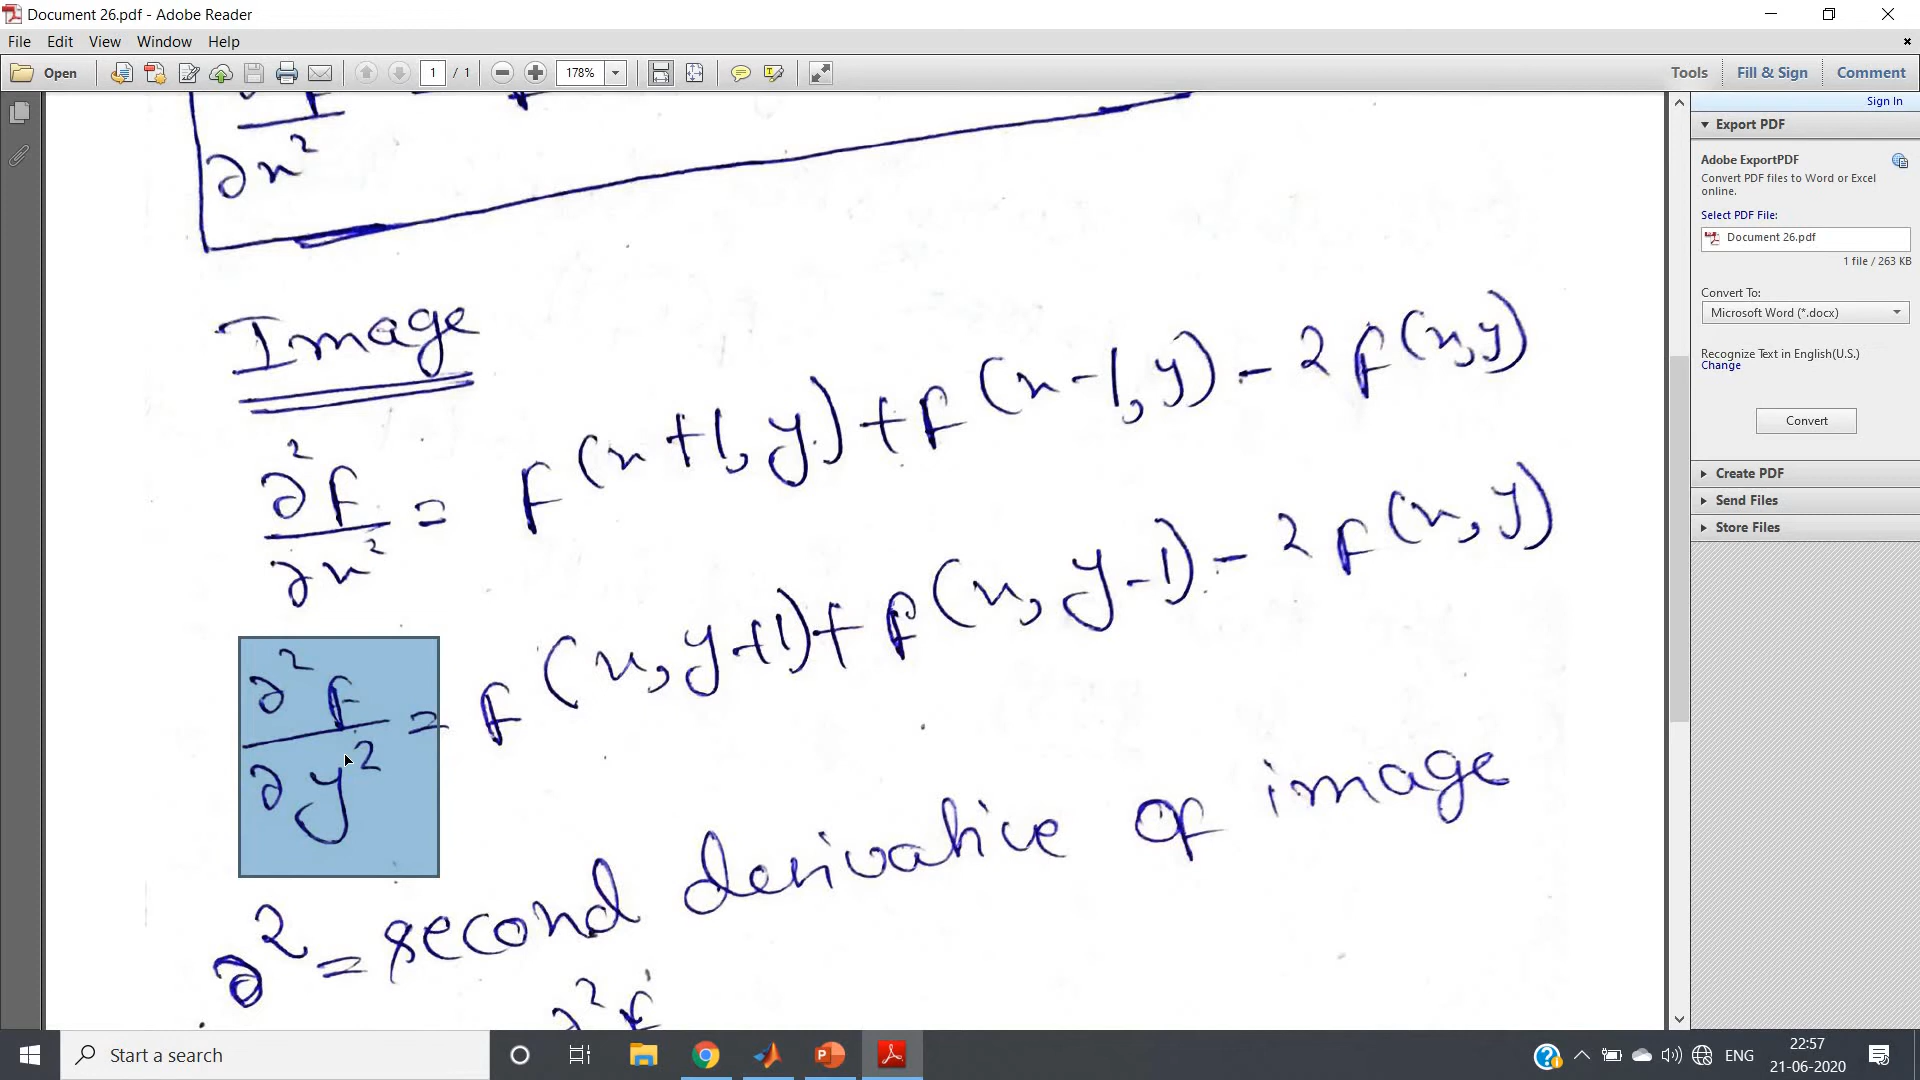 Document 26.pdf - Adobe Reader
File Edit View Window Help
Open 1 / 1 178% Tools Fill & Sign Comment
Sign In
Export PDF
Adobe ExportPDF
Convert PDF files to Word or Excel
online.
Select PDF File:
Document 26.pdf
1 file / 263 KB
Convert To:
Microsoft Word (*.docx)
Recognize Text in English(U.S.)
Change
Convert
Create PDF
Send Files
Store Files
∂x²
Image
∂²f/∂x² = f(x+1, y) + f(x-1, y) - 2f(x,y)
∂²f/∂y² = f(x, y+1) + f(x, y-1) - 2f(x, y)
∂² = second derivative of image
∂²f
Start a search
ENG
22:57
21-06-2020